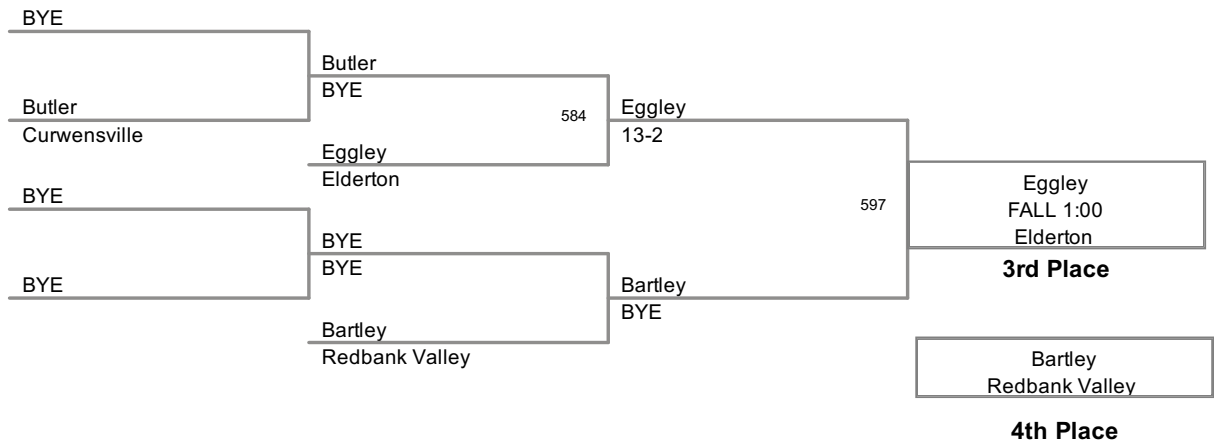 BYE
Butler
BYE
Butler
Curwensville
584
Eggley
13-2
Eggley
Elderton
BYE
597
Eggley
FALL 1:00
Elderton
3rd Place
BYE
BYE
BYE
Bartley
BYE
Bartley
Redbank Valley
Bartley
Redbank Valley
4th Place